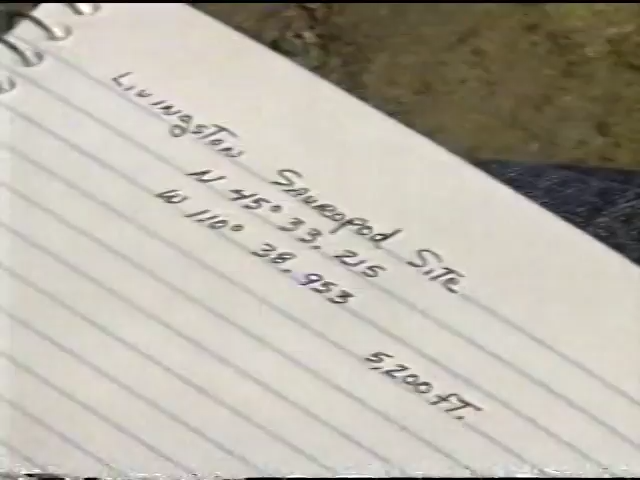 Livingston Sauropod Site
N 45° 33, 215
W 110° 38, 953
5,200 ft.